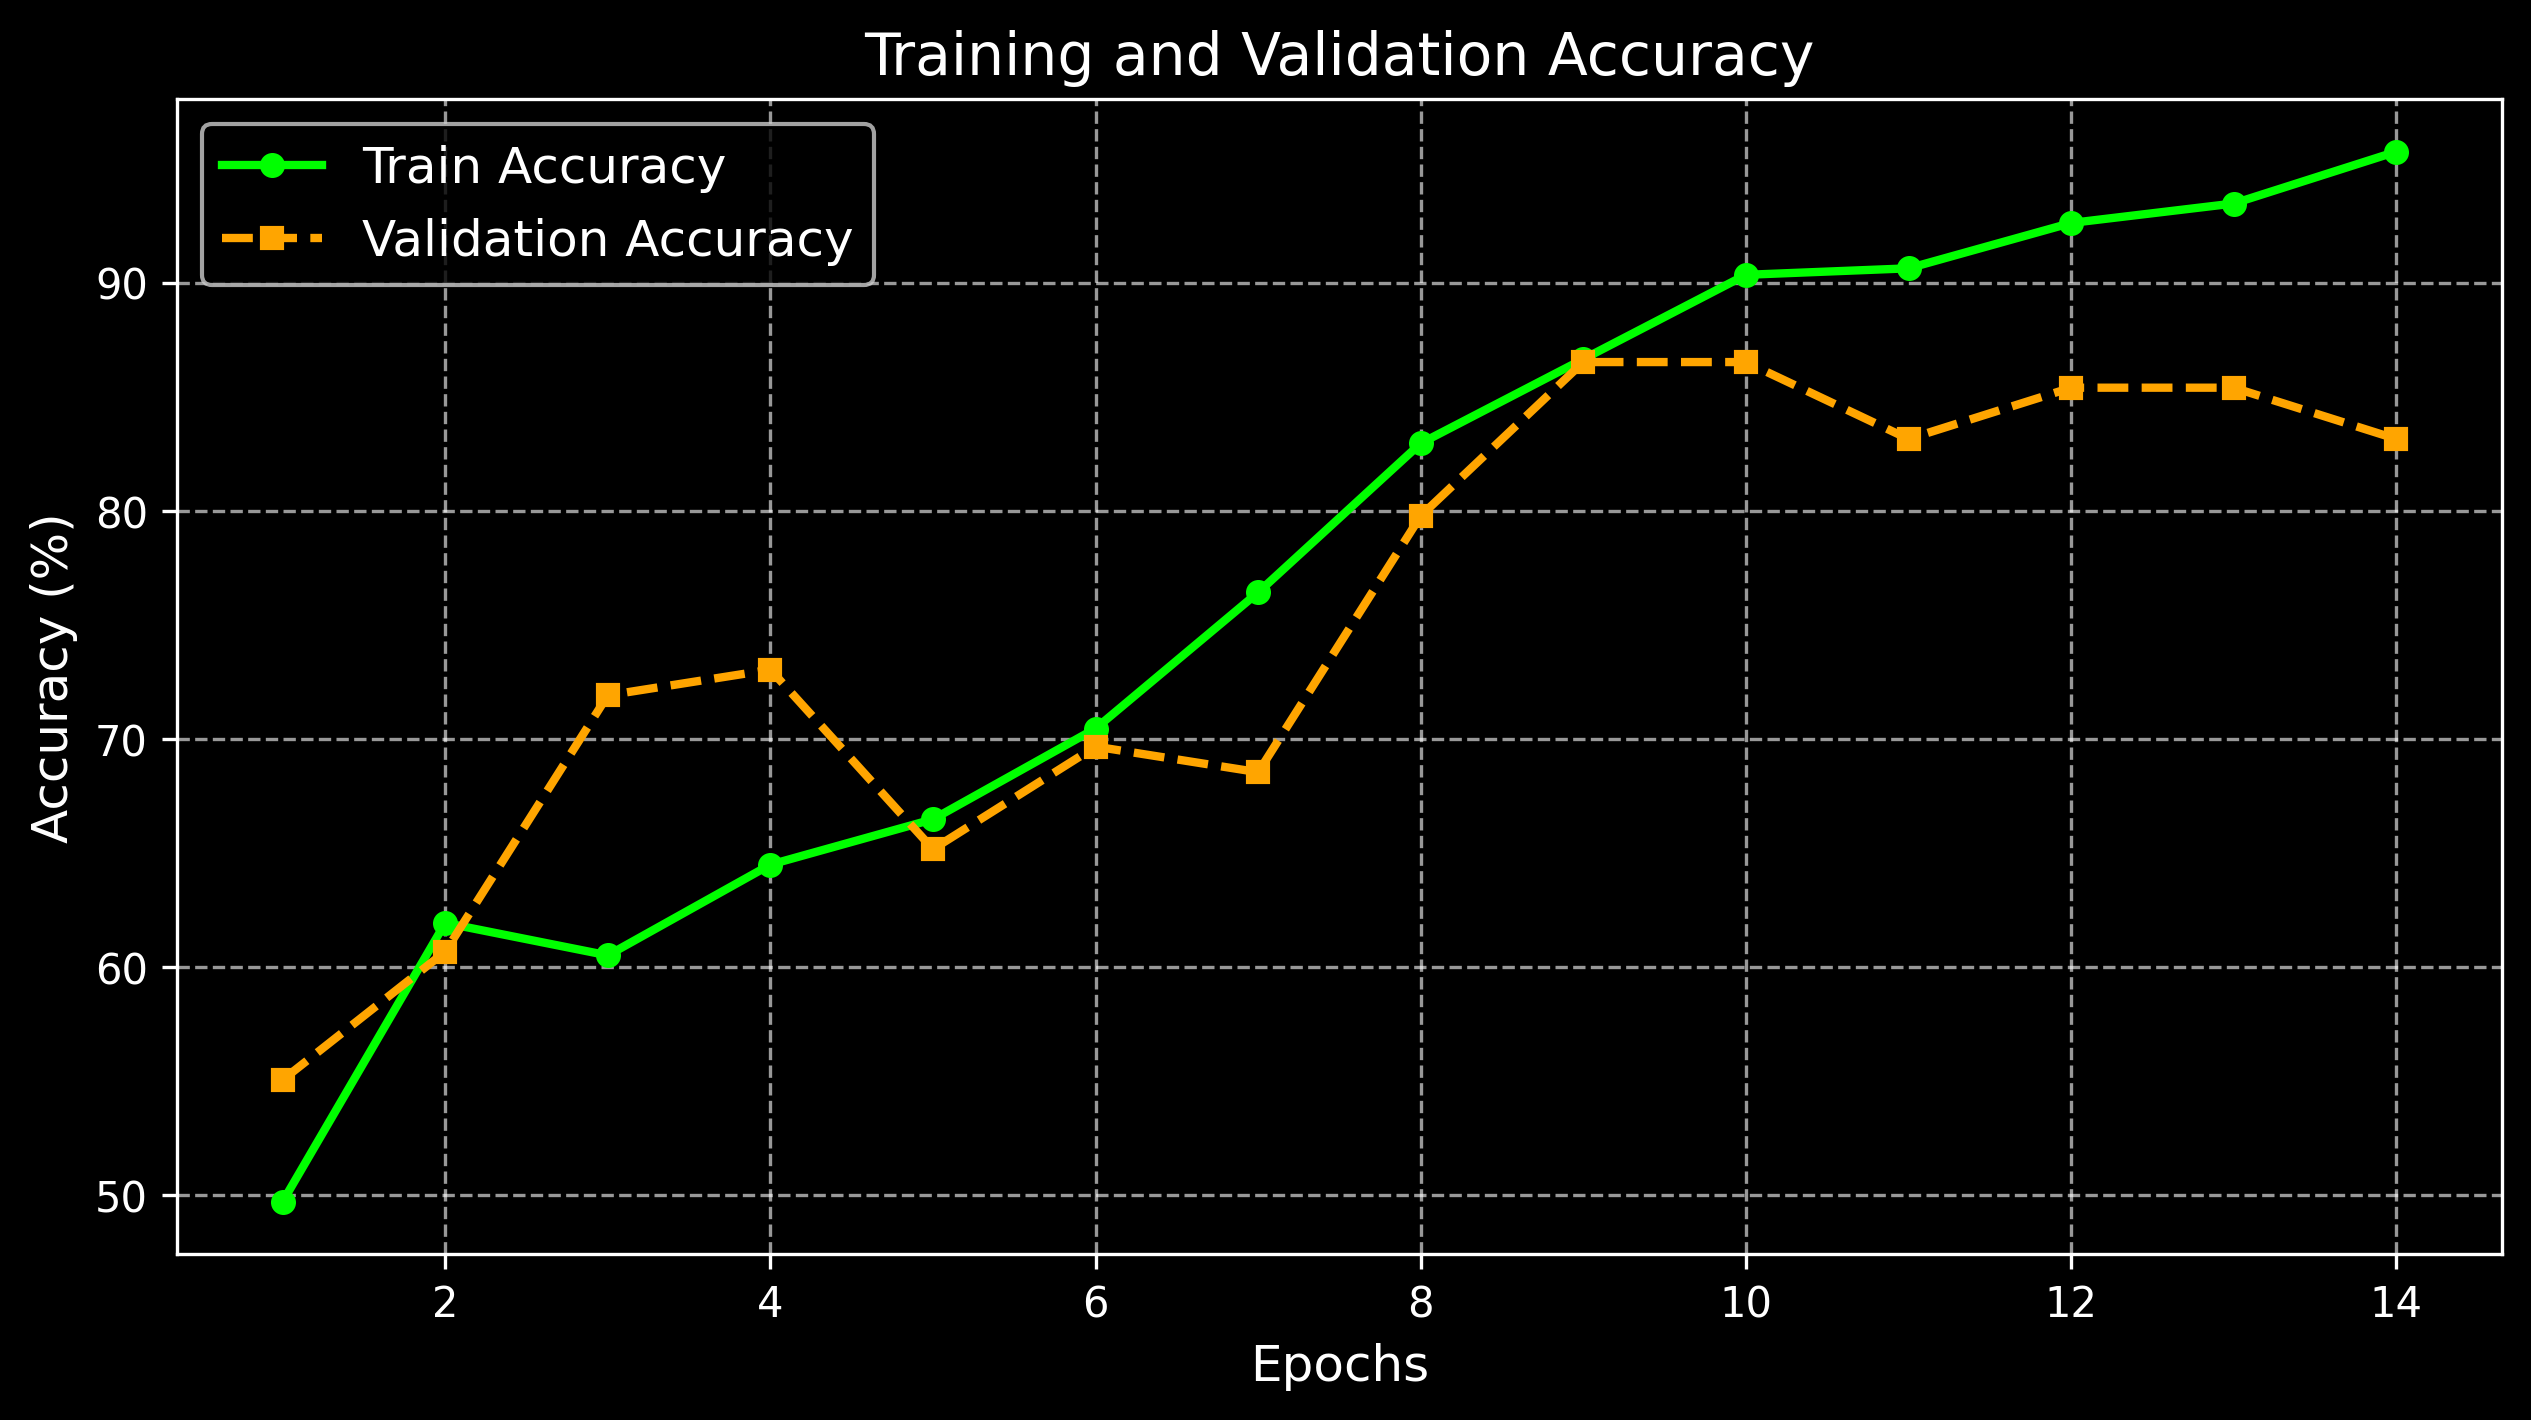 Training and Validation Accuracy
Train Accuracy
Validation Accuracy
90
80
70
60
50
Accuracy (%)
2 4 6 8 10 12 14
Epochs